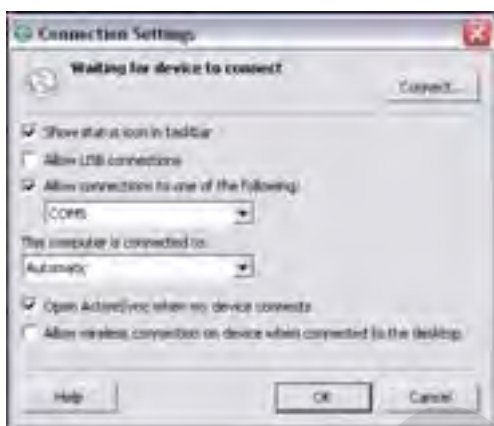 Connection Settings
Waiting for device to connect
Connect...
Show status icon in taskbar
Allow USB connections
Allow connections to one of the following:
This computer is connected to:
Automatic
Open ActiveSync when my device connects
Allow wireless connection on device when connected to the desktop.
Help
OK
Cancel